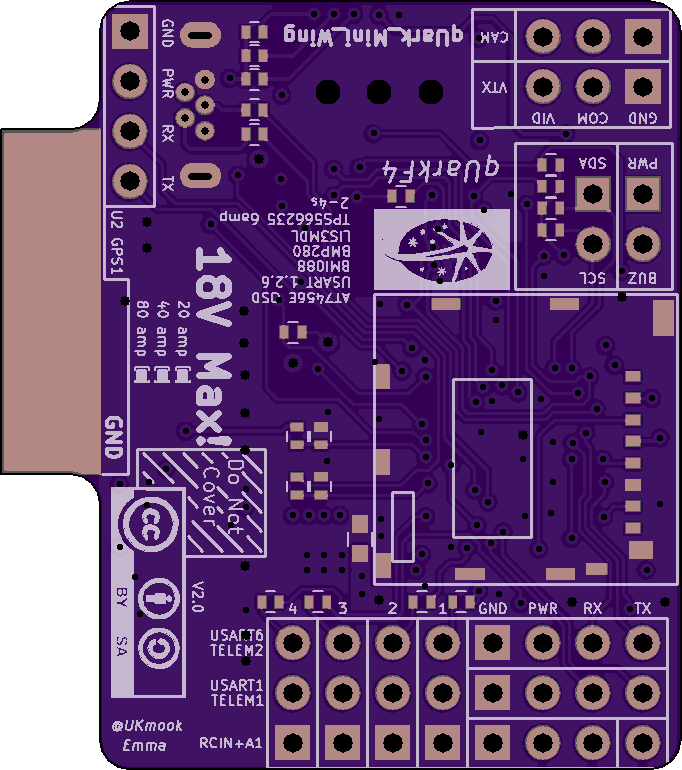 qUark_Mini_Wing
GND
PWR
RX
TX
U2 GPS1
CAM
VTX
VID
COM
GND
SDA
PWR
SCL
BUZ
qUarkF4
2-4s
TPS566235 6amp
LIS3MDL
BMP280
BMI088
USART 1,2,6
AT7456E OSD
18V Max!
20 amp
40 amp
80 amp
GND
Do Not
Cover
cc
BY
SA
V2.0
4 3 2 1 GND PWR RX TX
USART6
TELEM2
USART1
TELEM1
RCIN+A1
@UKmook
Emma